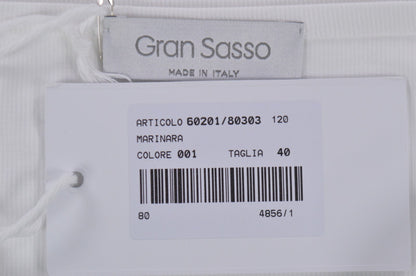 Gran Sasso
MADE IN ITALY
ARTICOLO 60201/80303 120
MARINARA
COLORE 001 TAGLIA 40
80 4856/1